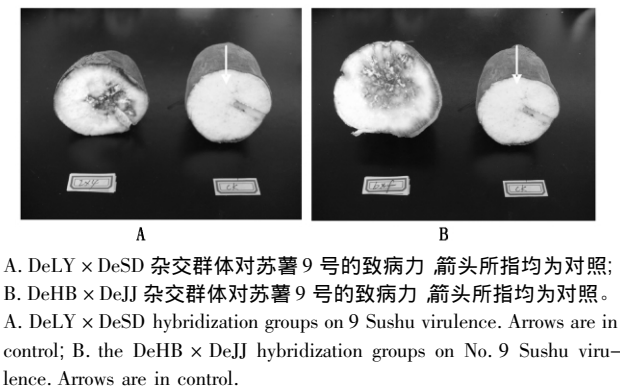 CK
CK
A
B
A. DeLY × DeSD 杂交群体对苏薯 9 号的致病力,箭头所指均为对照;
B. DeHB × DeJJ 杂交群体对苏薯 9 号的致病力,箭头所指均为对照。
A. DeLY × DeSD hybridization groups on 9 Sushu virulence. Arrows are in
control; B. the DeHB × DeJJ hybridization groups on No. 9 Sushu viru-
lence. Arrows are in control.